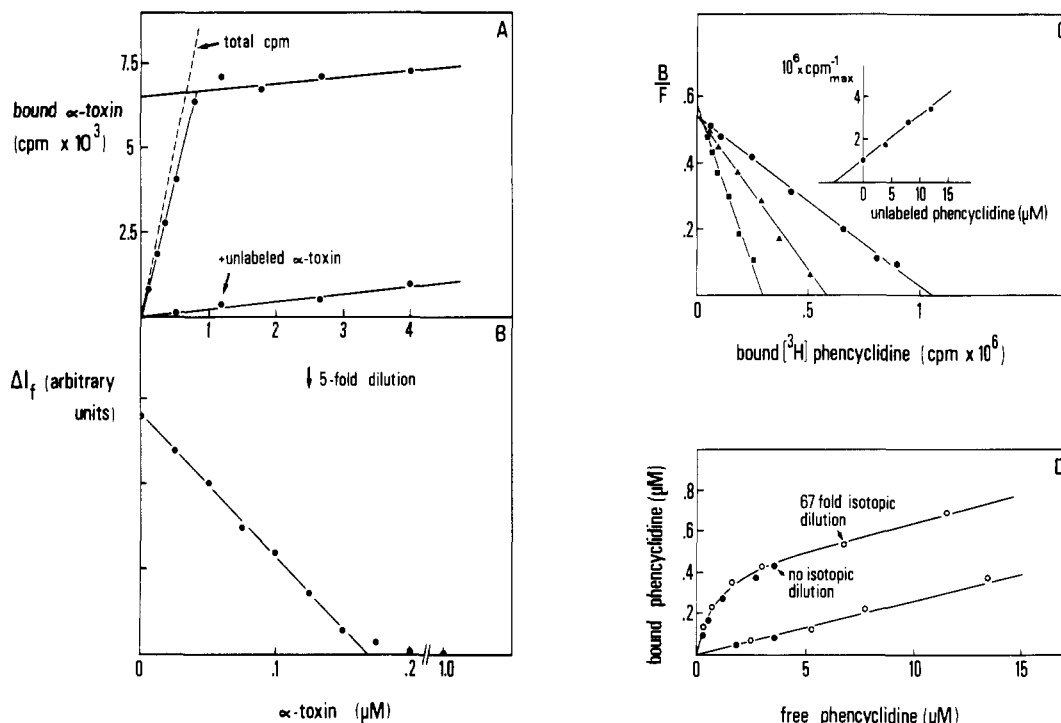 A
7.5
total cpm
bound α-toxin
(cpm x 10³)
5
2.5
+unlabeled α-toxin
1
2
3
4
B
ΔI_f (arbitrary
units)
5-fold dilution
0
.1
.2
1.0
α-toxin (μM)
B
F
.6
.4
.2
10⁶ x cpm⁻¹
max
4
2
0
5
10
15
unlabeled phencyclidine (μM)
.5
1
bound [³H] phencyclidine (cpm x 10⁶)
bound phencyclidine (μM)
.8
.6
.4
.2
67 fold isotopic
dilution
no isotopic
dilution
0
5
10
15
free phencyclidine (μM)